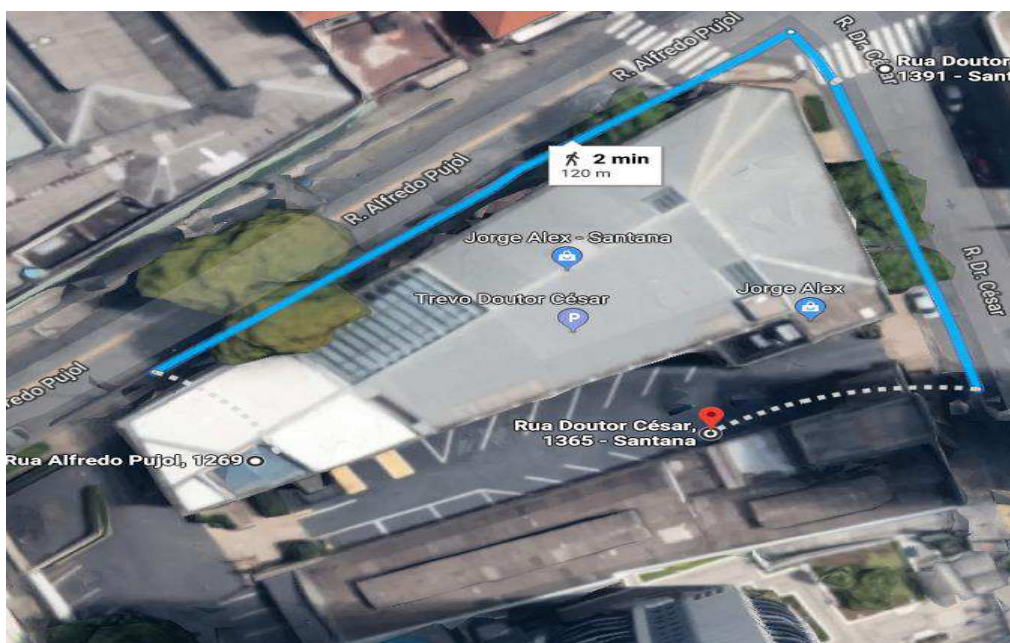 R. Alfredo Pujol
R. Dr. César
Rua Doutor
1391 - Sant
2 min
120 m
R. Alfredo Pujol
Jorge Alex - Santana
R. Dr. César
Trevo Doutor César
Jorge Alex
P
redo Pujol
Rua Doutor César,
1365 - Santana
Rua Alfredo Pujol, 1269